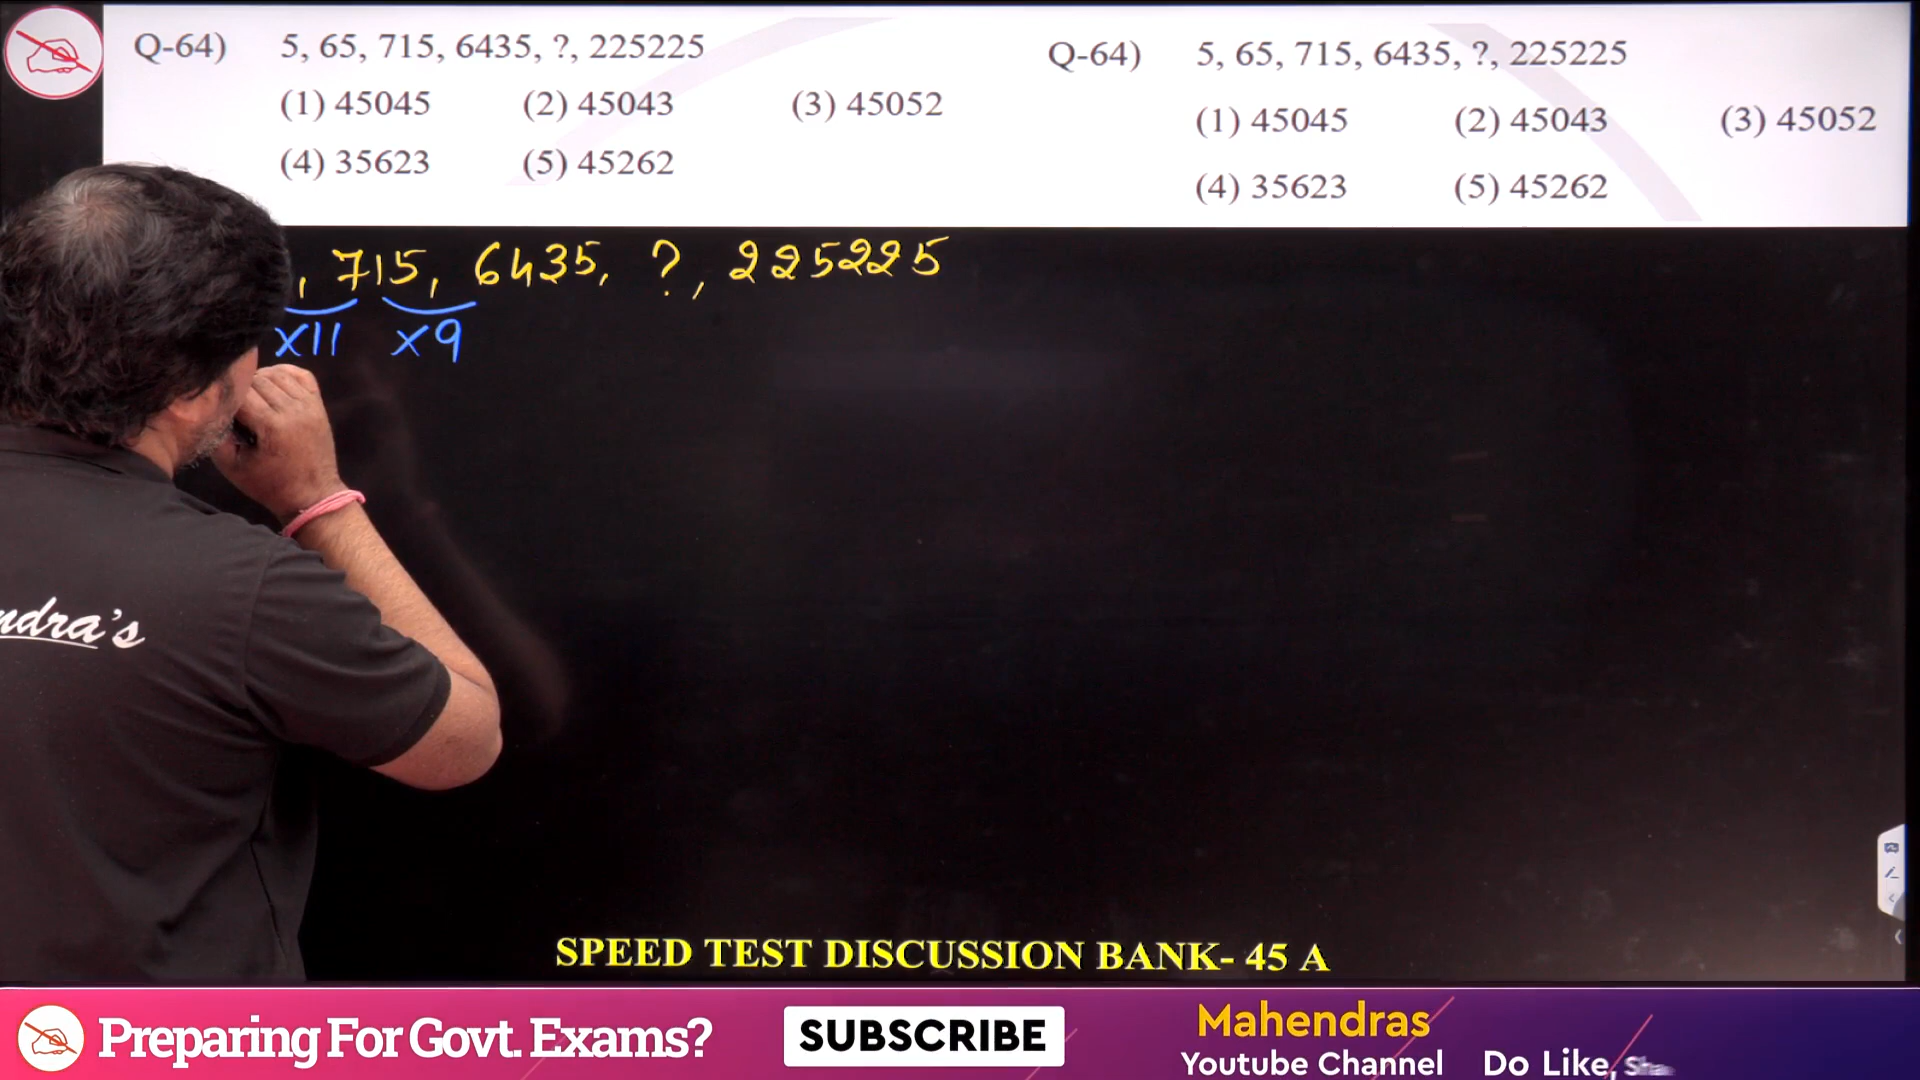 Q-64) 5, 65, 715, 6435, ?, 225225
(1) 45045 (2) 45043 (3) 45052
(4) 35623 (5) 45262
Q-64) 5, 65, 715, 6435, ?, 225225
(1) 45045 (2) 45043 (3) 45052
(4) 35623 (5) 45262
, 715, 6435, ?, 225225
×11 ×9
ndra's
SPEED TEST DISCUSSION BANK- 45 A
Preparing For Govt. Exams?
SUBSCRIBE
Mahendras
Youtube Channel Do Like,